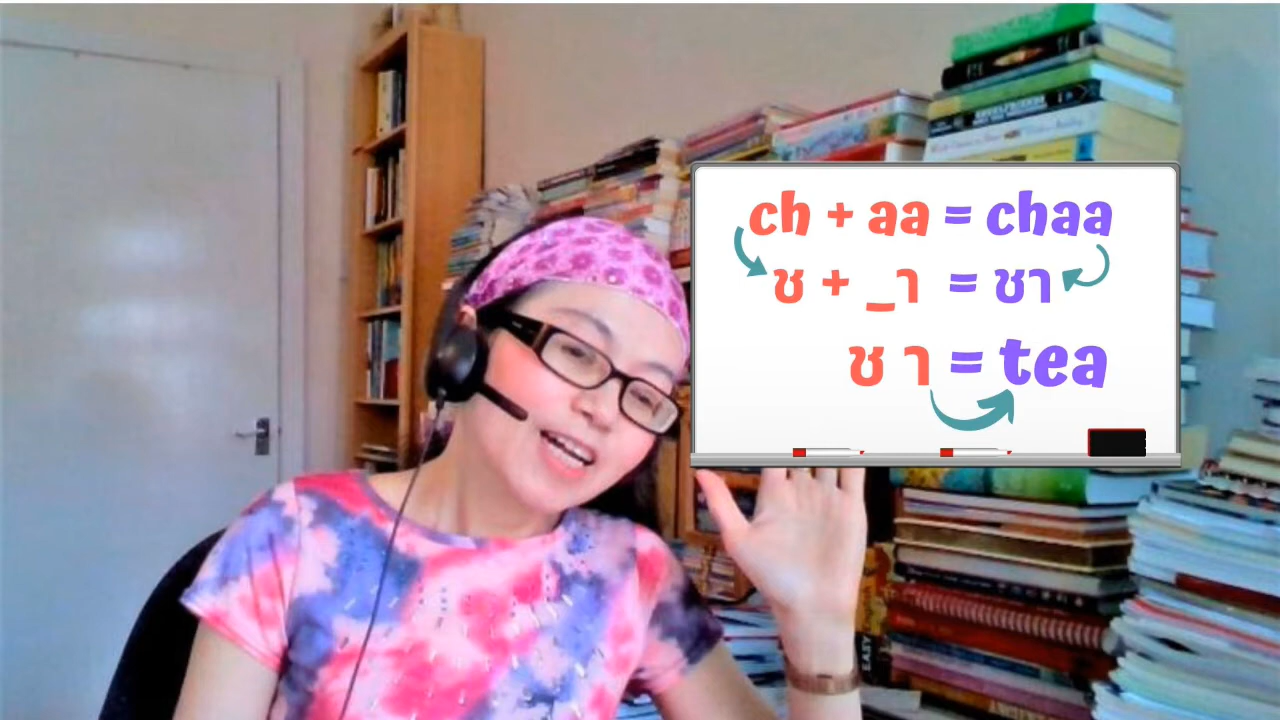 ch + aa = chaa
ช + _า = ชา
ช า = tea